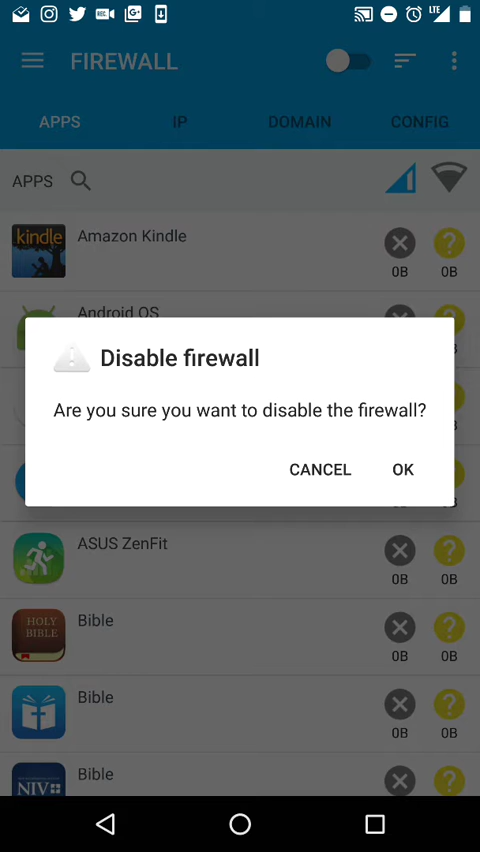 REC
LTE
FIREWALL
APPS
IP
DOMAIN
CONFIG
APPS
kindle
Amazon Kindle
0B
0B
Android OS
Disable firewall
Are you sure you want to disable the firewall?
CANCEL
OK
ASUS ZenFit
0B
0B
HOLY
BIBLE
Bible
0B
0B
Bible
0B
0B
NIV
Bible